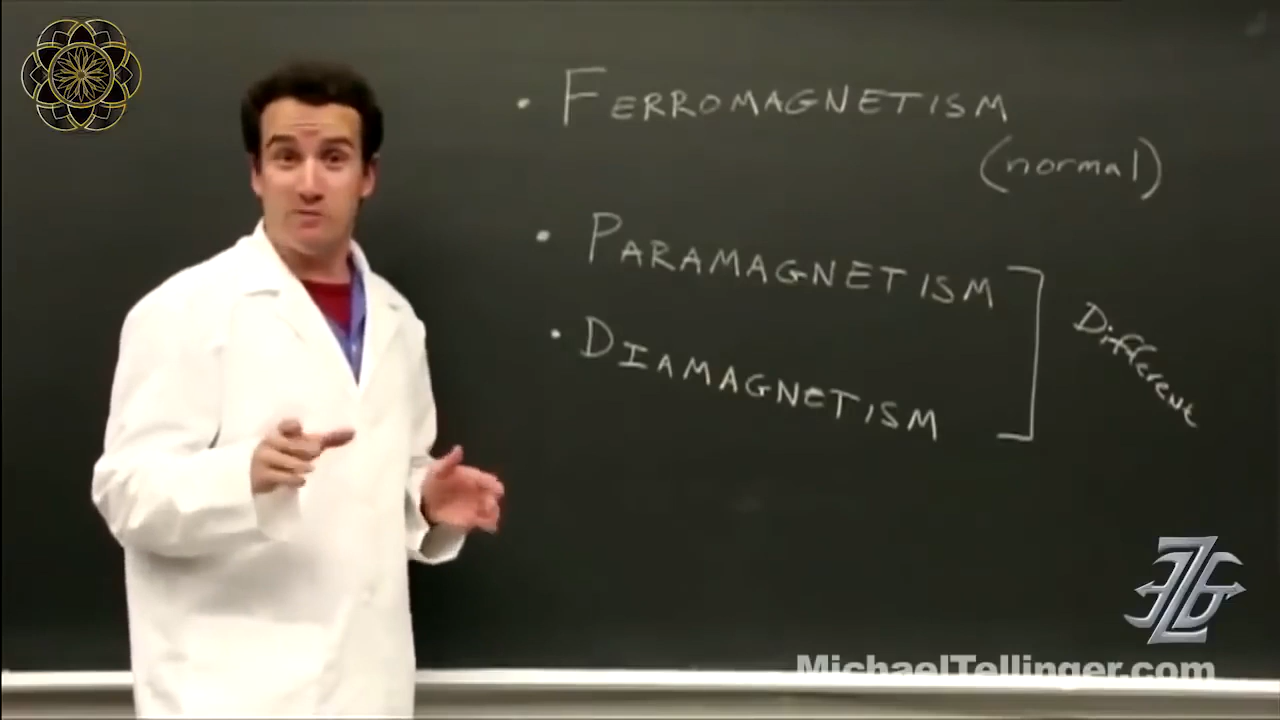 • FERROMAGNETISM
(normal)
• PARAMAGNETISM
• DIAMAGNETISM
Different
MichaelTellinger.com